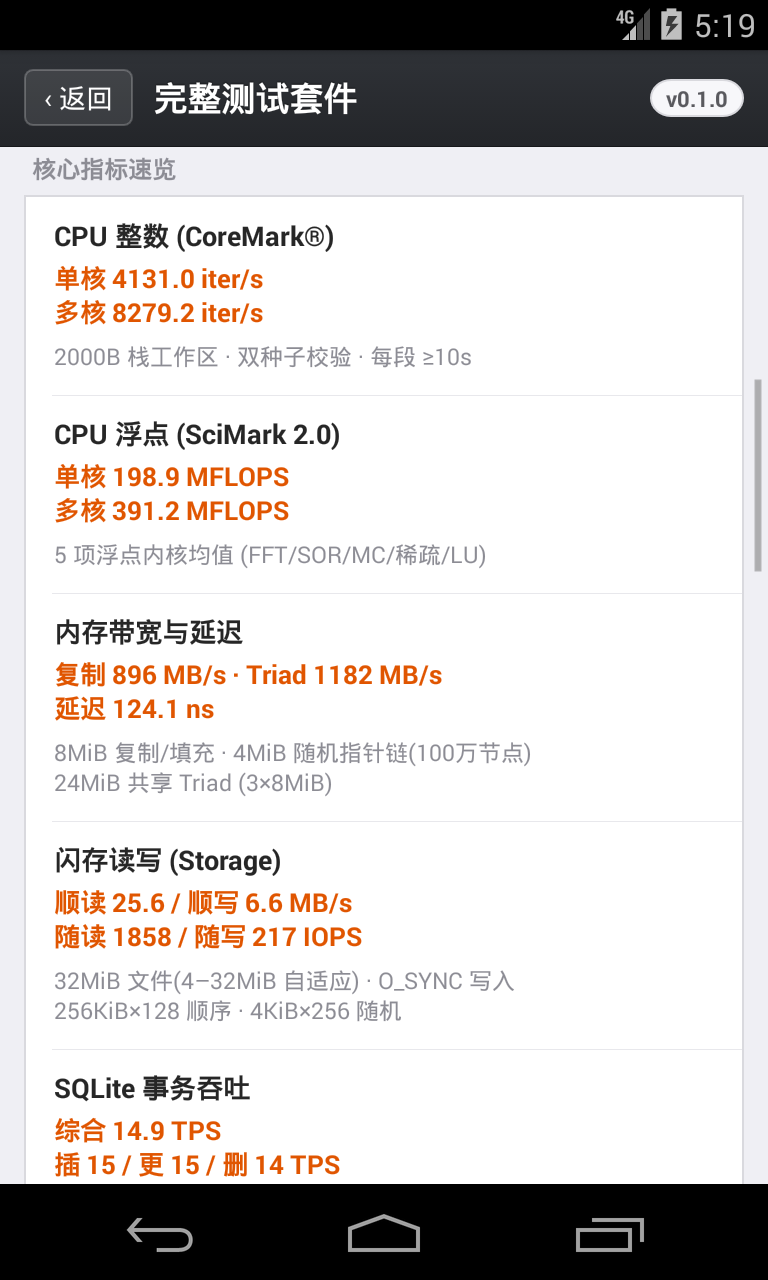 4G 5:19
‹ 返回 完整测试套件 v0.1.0
核心指标速览
CPU 整数 (CoreMark®)
单核 4131.0 iter/s
多核 8279.2 iter/s
2000B 栈工作区 · 双种子校验 · 每段 ≥10s
CPU 浮点 (SciMark 2.0)
单核 198.9 MFLOPS
多核 391.2 MFLOPS
5 项浮点内核均值 (FFT/SOR/MC/稀疏/LU)
内存带宽与延迟
复制 896 MB/s · Triad 1182 MB/s
延迟 124.1 ns
8MiB 复制/填充 · 4MiB 随机指针链(100万节点)
24MiB 共享 Triad (3×8MiB)
闪存读写 (Storage)
顺读 25.6 / 顺写 6.6 MB/s
随读 1858 / 随写 217 IOPS
32MiB 文件(4–32MiB 自适应) · O_SYNC 写入
256KiB×128 顺序 · 4KiB×256 随机
SQLite 事务吞吐
综合 14.9 TPS
插 15 / 更 15 / 删 14 TPS